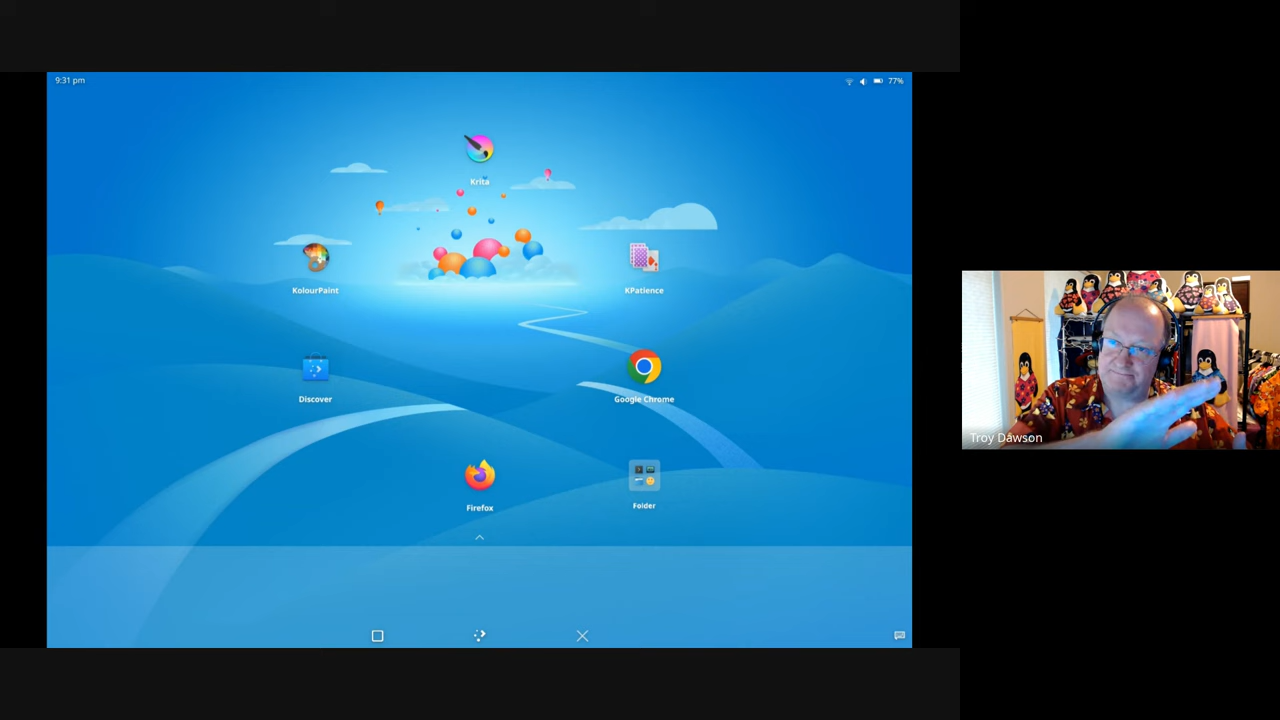 9:31 pm
77%
Krita
KolourPaint
KPatience
Discover
Google Chrome
Firefox
Folder
Troy Dawson